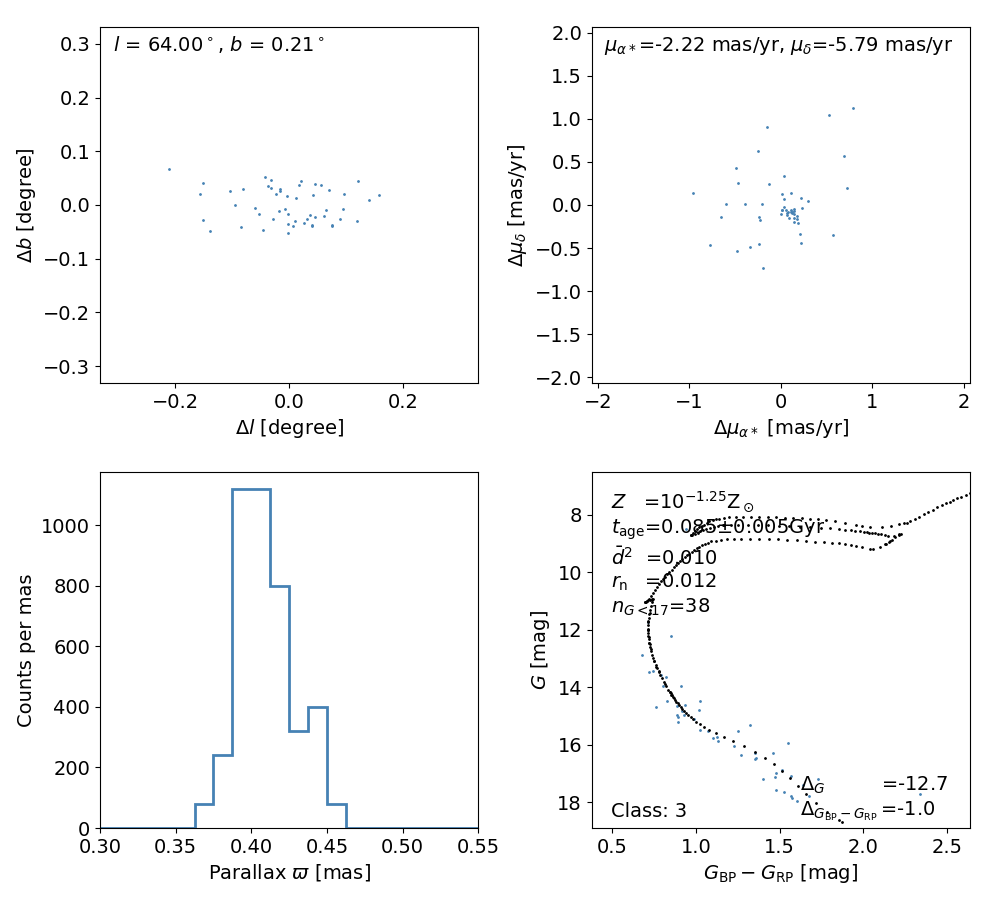 l = 64.00°, b = 0.21°
0.3
0.2
0.1
0.0
−0.1
−0.2
−0.3
Δb [degree]
−0.2 0.0 0.2
Δl [degree]
μα*=-2.22 mas/yr, μδ=-5.79 mas/yr
2.0
1.5
1.0
0.5
0.0
−0.5
−1.0
−1.5
−2.0
Δμδ [mas/yr]
−2 −1 0 1 2
Δμα* [mas/yr]
1000
800
600
400
200
0
Counts per mas
0.30 0.35 0.40 0.45 0.50 0.55
Parallax ϖ [mas]
Z =10^−1.25 Z⊙
tage=0.085±0.005Gyr
d̄² =0.010
rn =0.012
nG<17=38
8
10
12
14
16
18
G [mag]
ΔG =-12.7
ΔGBP−GRP=-1.0
Class: 3
0.5 1.0 1.5 2.0 2.5
GBP − GRP [mag]